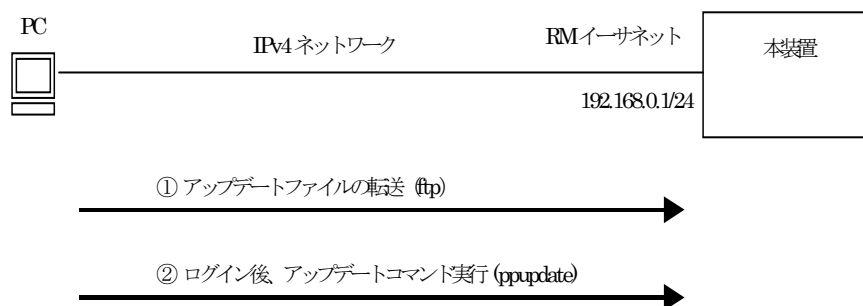 PC
IPv4 ネットワーク
RMイーサネット
本装置
192.168.0.1/24
① アップデートファイルの転送 (ftp)
② ログイン後、アップデートコマンド実行 (ppupdate)